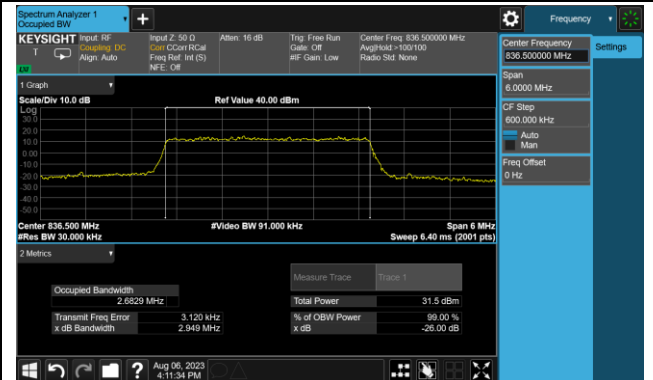 Spectrum Analyzer 1
Occupied BW
Frequency
KEYSIGHT
Input: RF
Coupling: DC
Align: Auto
Input Z: 50 Ω
Corr CCorr RCal
Freq Ref: Int (S)
NFE: Off
Atten: 16 dB
Trig: Free Run
Gate: Off
#IF Gain: Low
Center Freq: 836.500000 MHz
Avg|Hold:>100/100
Radio Std: None
T
Center Frequency
836.500000 MHz
Settings
Span
6.0000 MHz
CF Step
600.000 kHz
Auto
Man
Freq Offset
0 Hz
1 Graph
Scale/Div 10.0 dB
Ref Value 40.00 dBm
Log
30.0
20.0
10.0
0.00
-10.0
-20.0
-30.0
-40.0
-50.0
Center 836.500 MHz
#Video BW 91.000 kHz
Span 6 MHz
#Res BW 30.000 kHz
Sweep 6.40 ms (2001 pts)
2 Metrics
Measure Trace
Trace 1
Occupied Bandwidth
2.6829 MHz
Total Power
31.5 dBm
Transmit Freq Error
3.120 kHz
% of OBW Power
99.00 %
x dB Bandwidth
2.949 MHz
x dB
-26.00 dB
?
Aug 06, 2023
4:11:34 PM